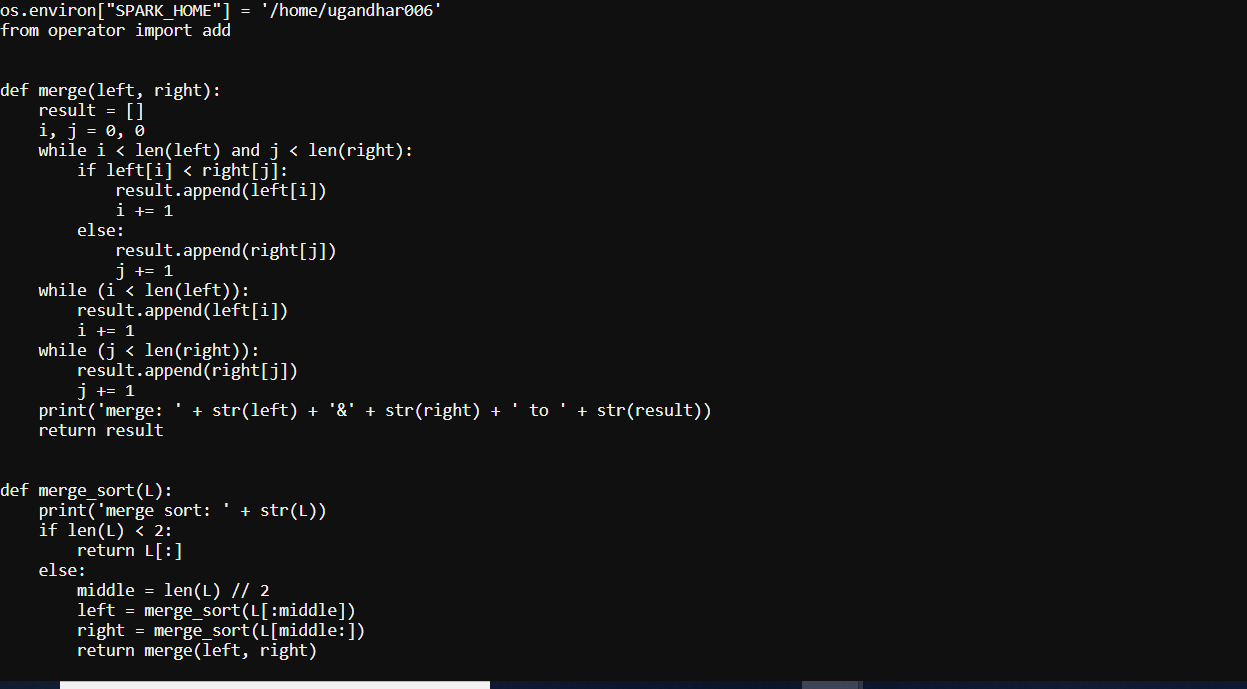 os.environ["SPARK_HOME"] = '/home/ugandhar006'
from operator import add
def merge(left, right):
    result = []
    i, j = 0, 0
    while i < len(left) and j < len(right):
        if left[i] < right[j]:
            result.append(left[i])
            i += 1
        else:
            result.append(right[j])
            j += 1
    while (i < len(left)):
        result.append(left[i])
        i += 1
    while (j < len(right)):
        result.append(right[j])
        j += 1
    print('merge: ' + str(left) + '&' + str(right) + ' to ' + str(result))
    return result
def merge_sort(L):
    print('merge sort: ' + str(L))
    if len(L) < 2:
        return L[:]
    else:
        middle = len(L) // 2
        left = merge_sort(L[:middle])
        right = merge_sort(L[middle:])
        return merge(left, right)